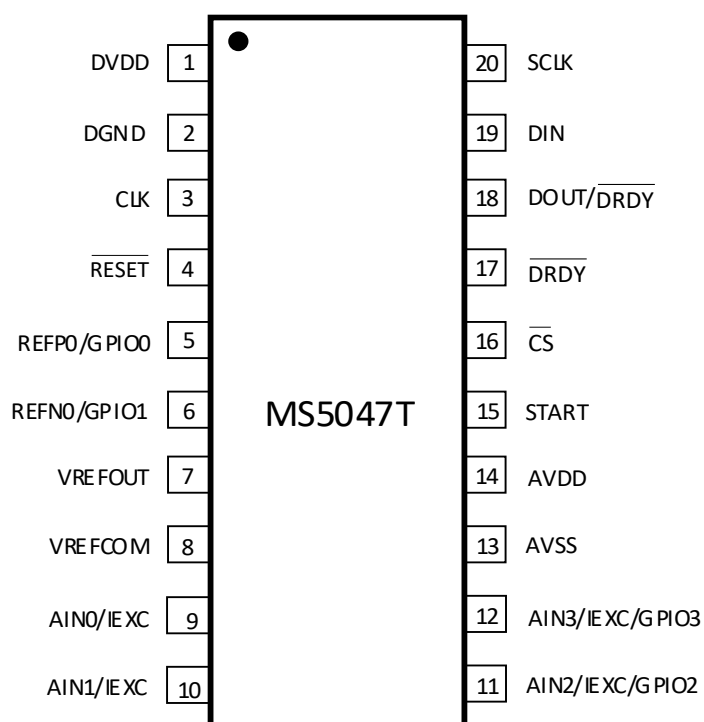 DVDD 1 20 SCLK
DGND 2 19 DIN
CLK 3 18 DOUT/DRDY
RESET 4 17 DRDY
REFP0/GPIO0 5 16 CS
REFN0/GPIO1 6 MS5047T 15 START
VREFOUT 7 14 AVDD
VREFCOM 8 13 AVSS
AIN0/IEXC 9 12 AIN3/IEXC/GPIO3
AIN1/IEXC 10 11 AIN2/IEXC/GPIO2